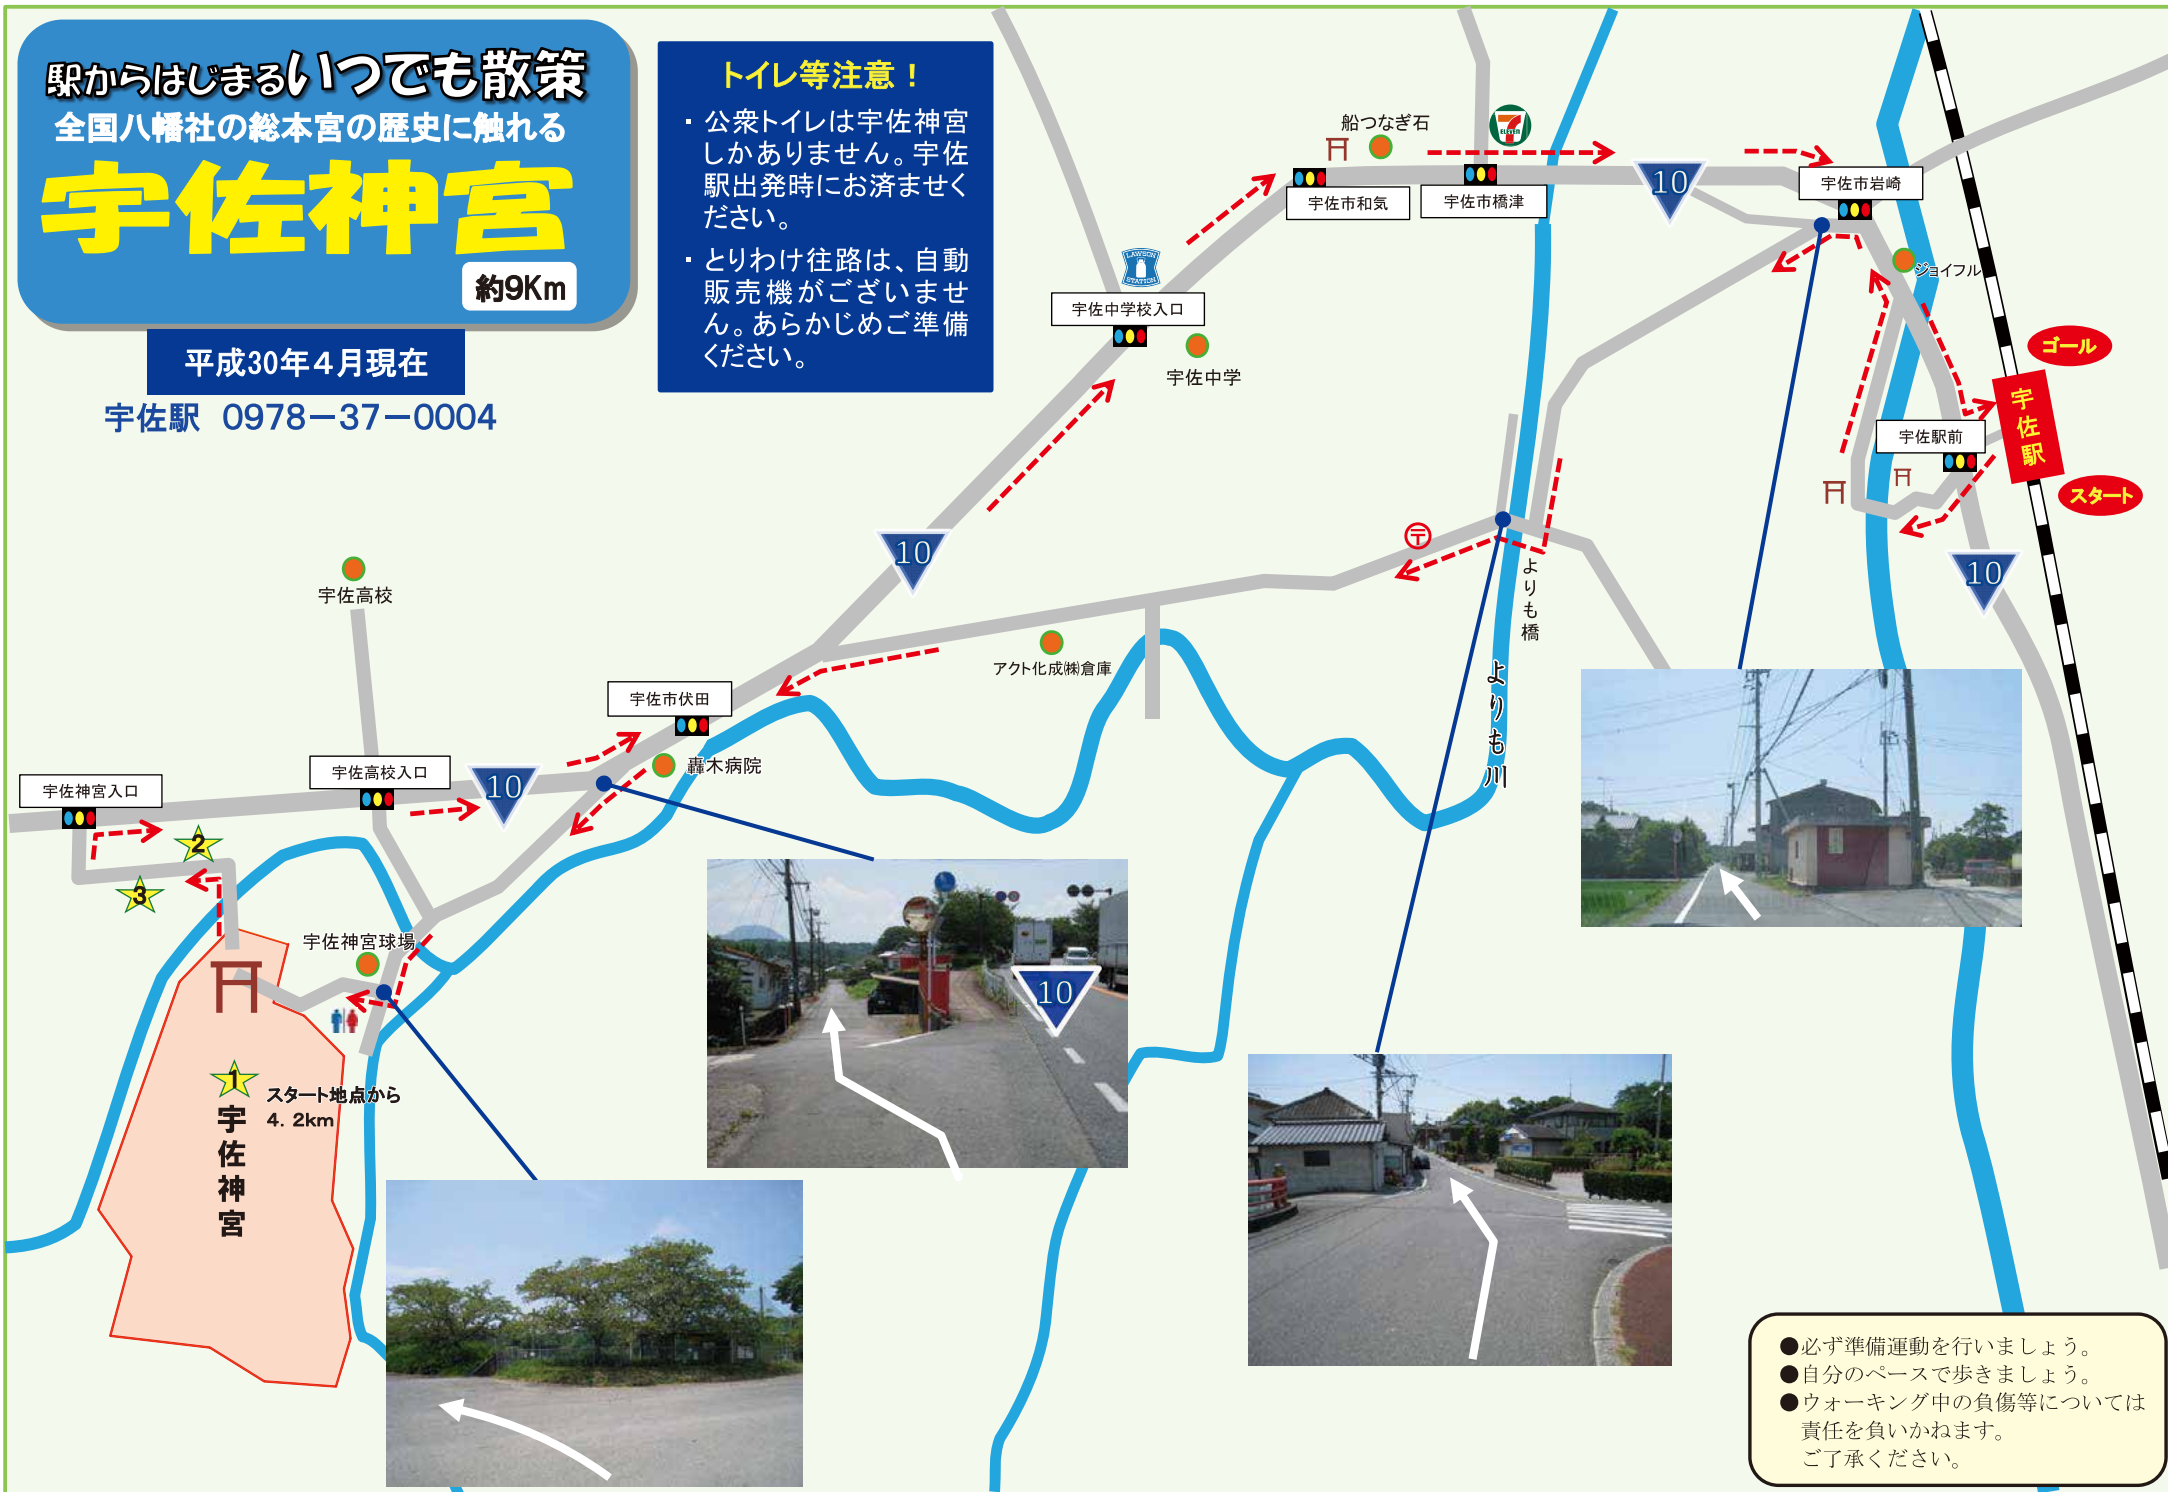 駅からはじまるいつでも散策
全国八幡社の総本宮の歴史に触れる
宇佐神宮
約9Km
平成30年4月現在
宇佐駅 0978-37-0004
トイレ等注意！
・公衆トイレは宇佐神宮
しかありません。宇佐
駅出発時にお済ませく
ださい。
・とりわけ往路は、自動
販売機がございませ
ん。あらかじめご準備
ください。
船つなぎ石
7
ELEVEN
宇佐市和気
宇佐市橋津
10
宇佐市岩崎
ジョイフル
LAWSON
STATION
宇佐中学校入口
宇佐中学
ゴール
宇佐駅
スタート
宇佐駅前
10
10
〒
よりも橋
よりも川
アクト化成㈱倉庫
宇佐高校
宇佐市伏田
轟木病院
宇佐高校入口
10
宇佐神宮入口
2
3
宇佐神宮球場
1
スタート地点から
4.2km
宇佐神宮
10
●必ず準備運動を行いましょう。
●自分のペースで歩きましょう。
●ウォーキング中の負傷等については
責任を負いかねます。
ご了承ください。